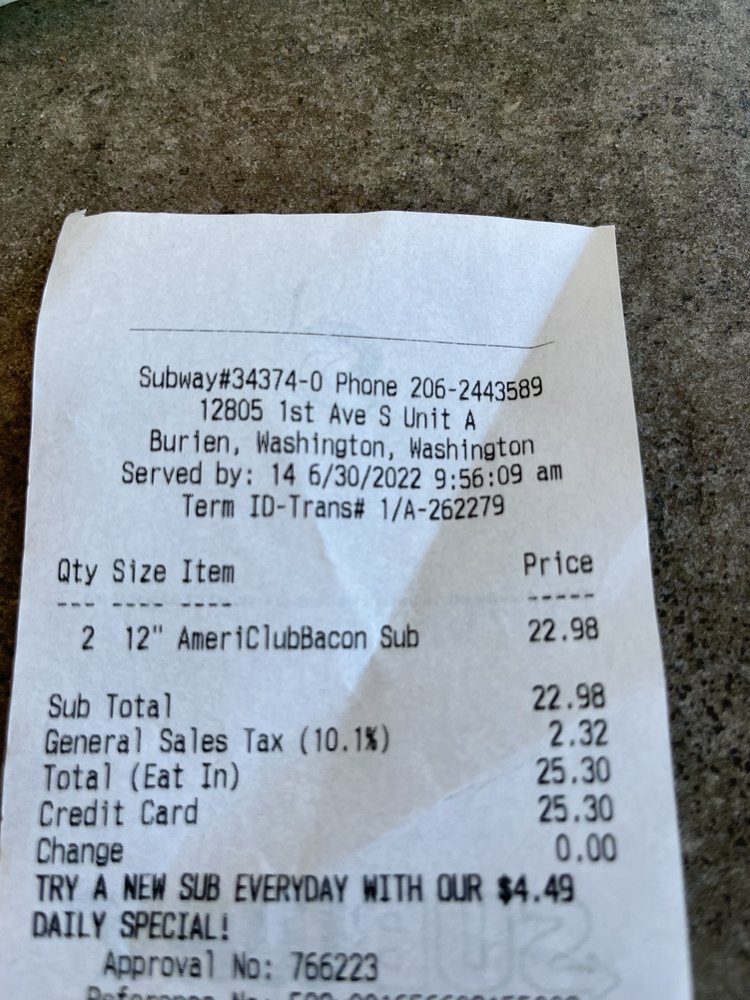 Subway#34374-0 Phone 206-2443589
12805 1st Ave S Unit A
Burien, Washington, Washington
Served by: 14 6/30/2022 9:56:09 am
Term ID-Trans# 1/A-262279
Qty Size Item Price
--- ---- ---- -----
2 12" AmeriClubBacon Sub 22.98
Sub Total 22.98
General Sales Tax (10.1%) 2.32
Total (Eat In) 25.30
Credit Card 25.30
Change 0.00
TRY A NEW SUB EVERYDAY WITH OUR $4.49
DAILY SPECIAL!
Approval No: 766223
Reference No: